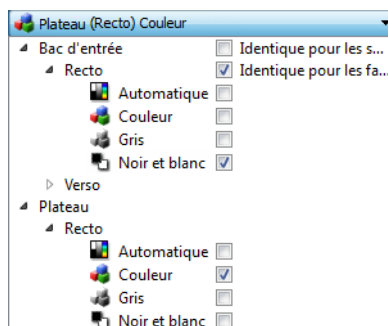 Plateau (Recto) Couleur
Bac d'entrée Identique pour les s...
Recto Identique pour les fa...
Automatique
Couleur
Gris
Noir et blanc
Verso
Plateau
Recto
Automatique
Couleur
Gris
Noir et blanc